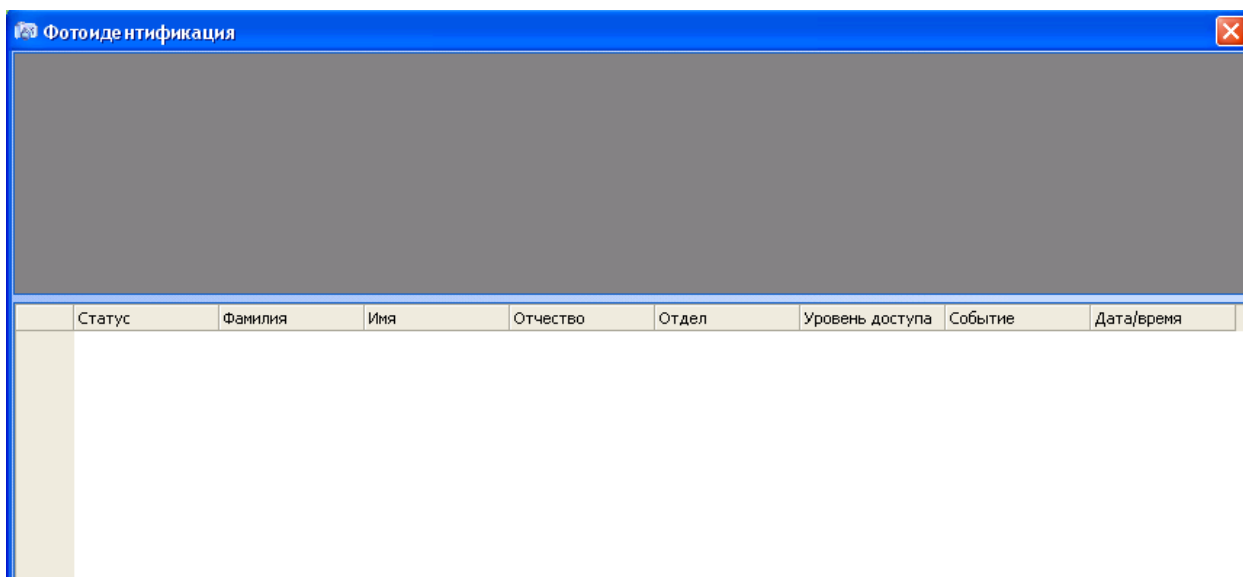 Фотоидентификация
Статус Фамилия Имя Отчество Отдел Уровень доступа Событие Дата/время